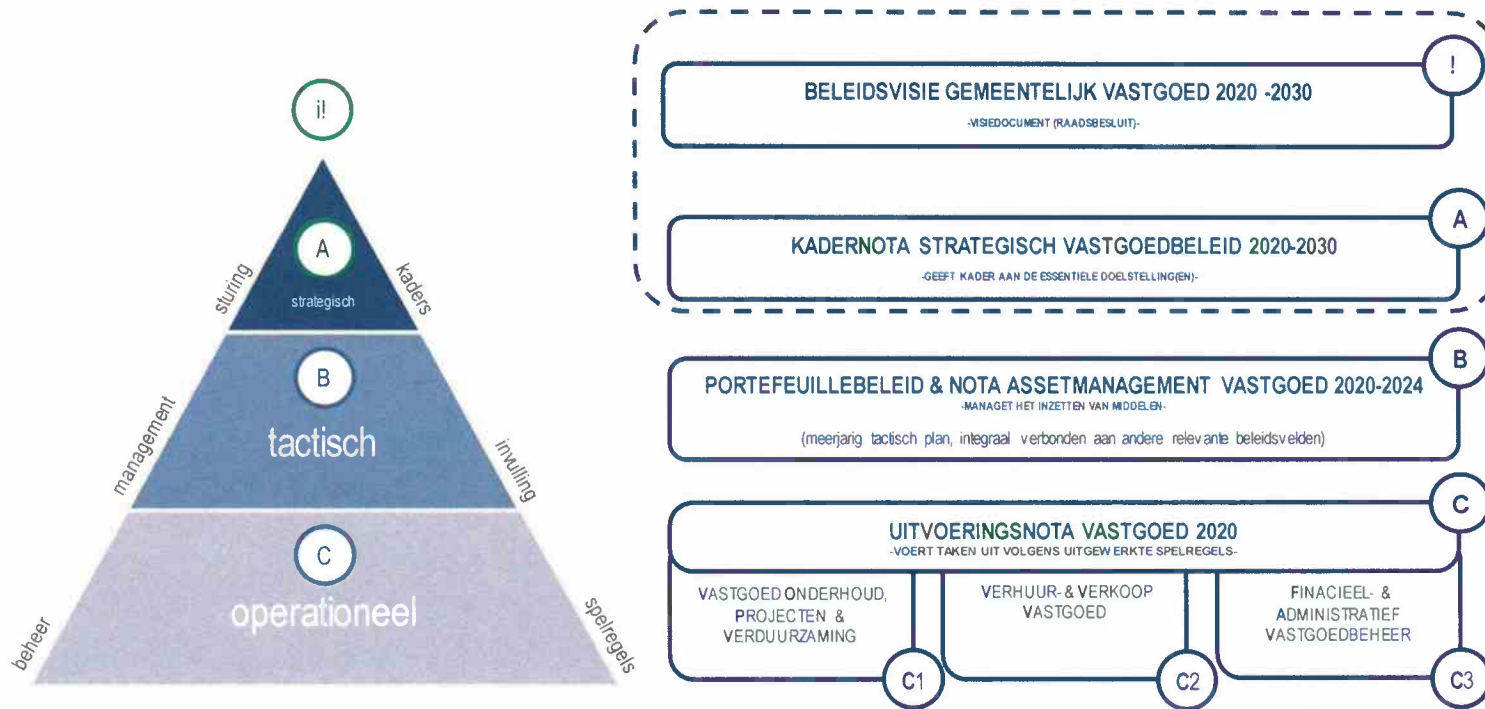 i!
A
strategisch
sturing
kaders
B
tactisch
management
invulling
C
operationeel
beheer
spelregels
!
BELEIDSVISIE GEMEENTELIJK VASTGOED 2020 -2030
-VISIEDOCUMENT (RAADSBESLUIT)-
A
KADERNOTA STRATEGISCH VASTGOEDBELEID 2020-2030
-GEEFT KADER AAN DE ESSENTIELE DOELSTELLING(EN)-
B
PORTEFEUILLEBELEID & NOTA ASSETMANAGEMENT VASTGOED 2020-2024
-MANAGET HET INZETTEN VAN MIDDELEN-
(meerjarig tactisch plan, integraal verbonden aan andere relevante beleidsvelden)
C
UITVOERINGSNOTA VASTGOED 2020
-VOERT TAKEN UIT VOLGENS UITGEWERKTE SPELREGELS-
VASTGOED ONDERHOUD,
PROJECTEN &
VERDUURZAMING
C1
VERHUUR- & VERKOOP
VASTGOED
C2
FINACIEEL- &
ADMINISTRATIEF
VASTGOEDBEHEER
C3